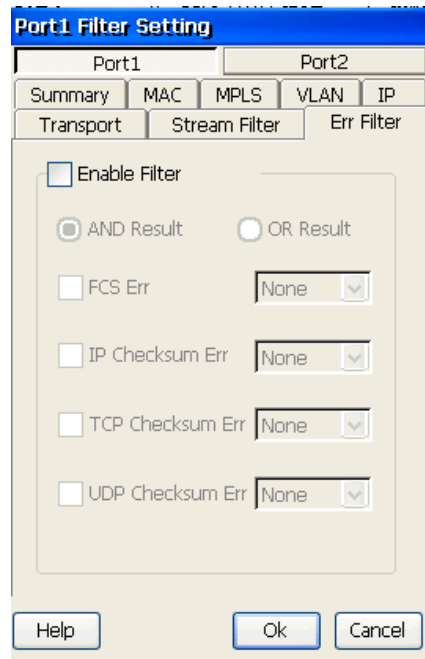 Port1 Filter Setting
Port1 Port2
Summary MAC MPLS VLAN IP
Transport Stream Filter Err Filter
Enable Filter
AND Result OR Result
FCS Err None
IP Checksum Err None
TCP Checksum Err None
UDP Checksum Err None
Help Ok Cancel